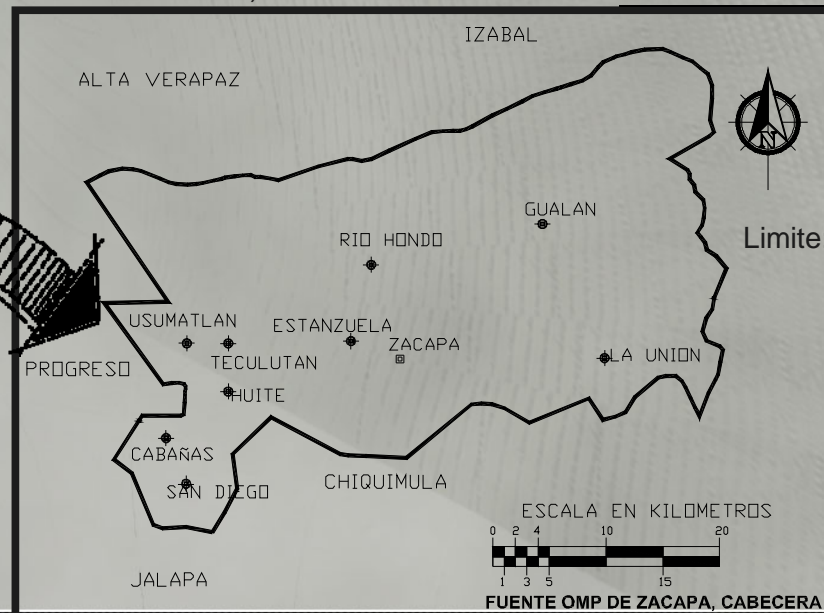 IZABAL
ALTA VERAPAZ
N
GUALAN
RIO HONDO
Limite
USUMATLAN
ESTANZUELA
ZACAPA
TECULUTAN
LA UNION
PROGRESO
HUITE
CABAÑAS
SAN DIEGO
CHIQUIMULA
ESCALA EN KILOMETROS
0 2 4 10 20
1 3 5 15
JALAPA
FUENTE OMP DE ZACAPA, CABECERA